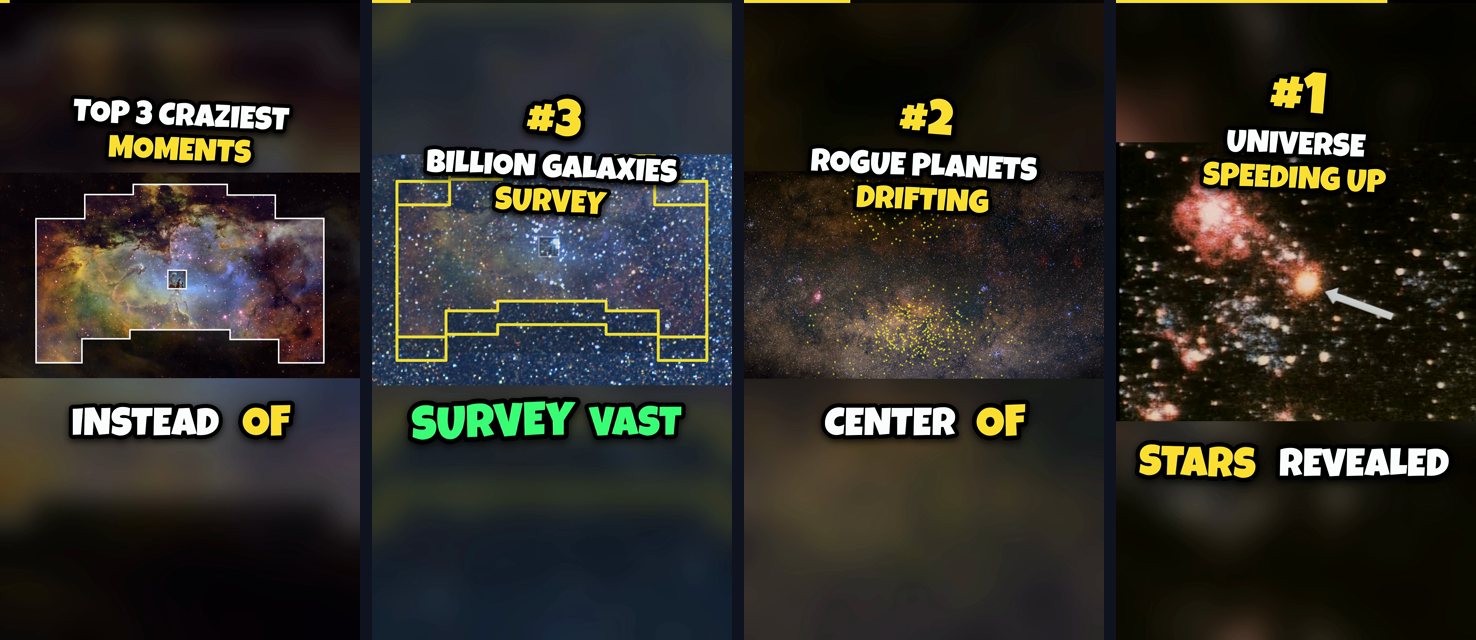 TOP 3 CRAZIEST
MOMENTS
INSTEAD OF
#3
BILLION GALAXIES
SURVEY
SURVEY VAST
#2
ROGUE PLANETS
DRIFTING
CENTER OF
#1
UNIVERSE
SPEEDING UP
STARS REVEALED